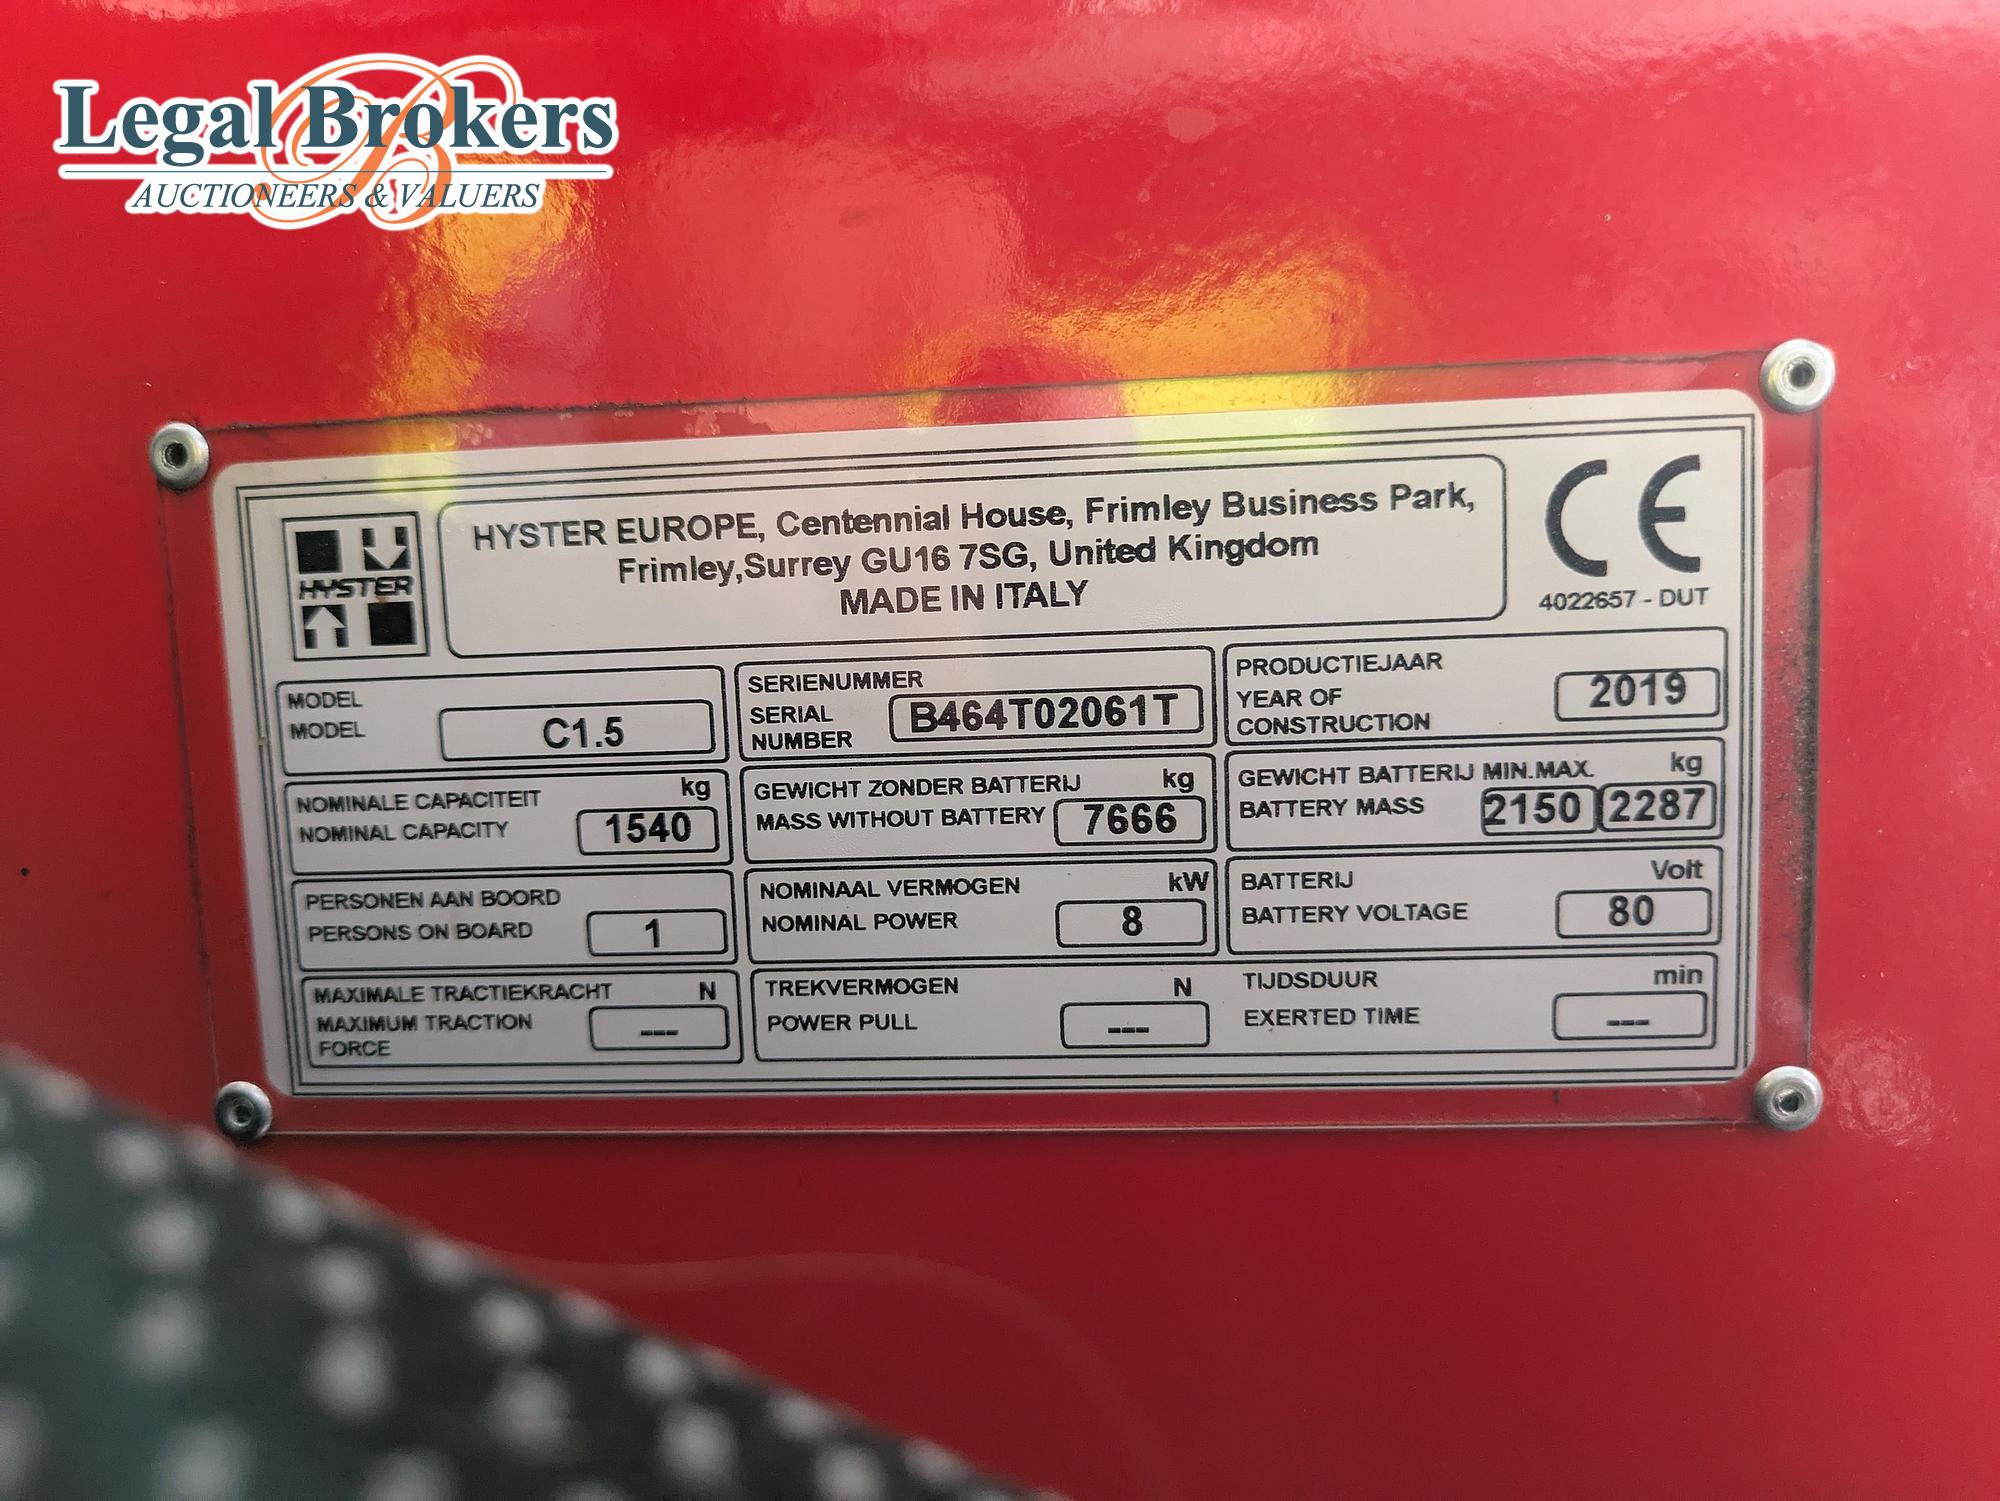 Legal Brokers
AUCTIONEERS & VALUERS
HYSTER
HYSTER EUROPE, Centennial House, Frimley Business Park,
Frimley,Surrey GU16 7SG, United Kingdom
MADE IN ITALY
CE
4022657 - DUT
MODEL
MODEL
C1.5
SERIENUMMER
SERIAL
NUMBER
B464T02061T
PRODUCTIEJAAR
YEAR OF
CONSTRUCTION
2019
NOMINALE CAPACITEIT kg
NOMINAL CAPACITY 1540
GEWICHT ZONDER BATTERIJ kg
MASS WITHOUT BATTERY 7666
GEWICHT BATTERIJ MIN.MAX. kg
BATTERY MASS 2150 2287
PERSONEN AAN BOORD
PERSONS ON BOARD 1
NOMINAAL VERMOGEN kW
NOMINAL POWER 8
BATTERIJ Volt
BATTERY VOLTAGE 80
MAXIMALE TRACTIEKRACHT N
MAXIMUM TRACTION
FORCE
---
TREKVERMOGEN N
POWER PULL ---
TIJDSDUUR min
EXERTED TIME ---